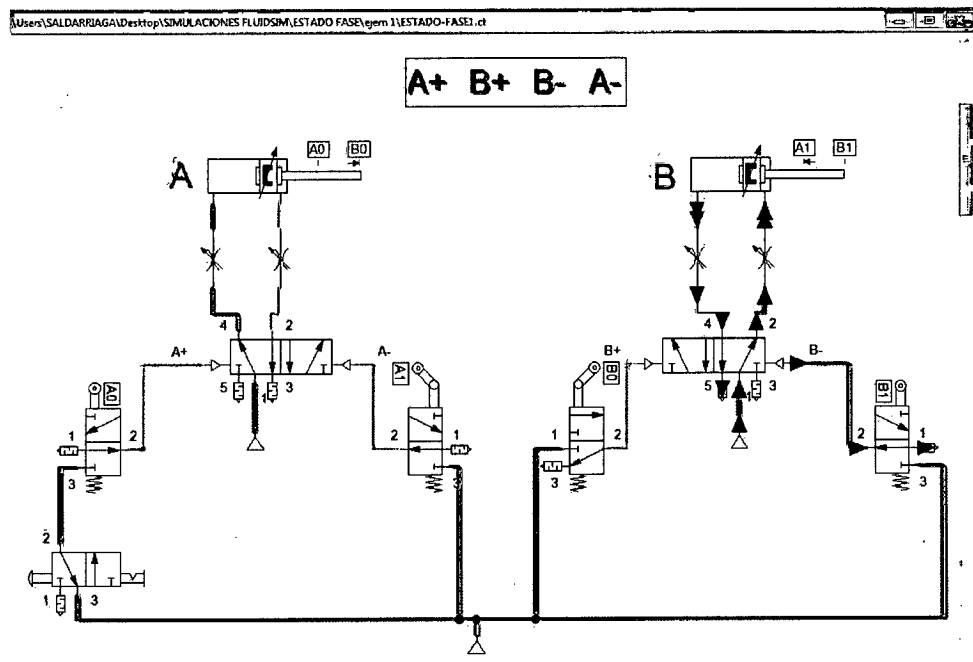 \Users\SALDARRIAGA\Desktop\SIMULACIONES FLUIDSIM\ESTADO FASE\ejem 1\ESTADO-FASE1.ct
A+ B+ B- A-
A0 B0 A1 B1
A B
4 2 4 2
A+ A- B+ B-
A0 5 1 3 A1 B0 5 1 3 B1
1 2 2 1 1 2 2 1
3 3 3 3
2
1 3